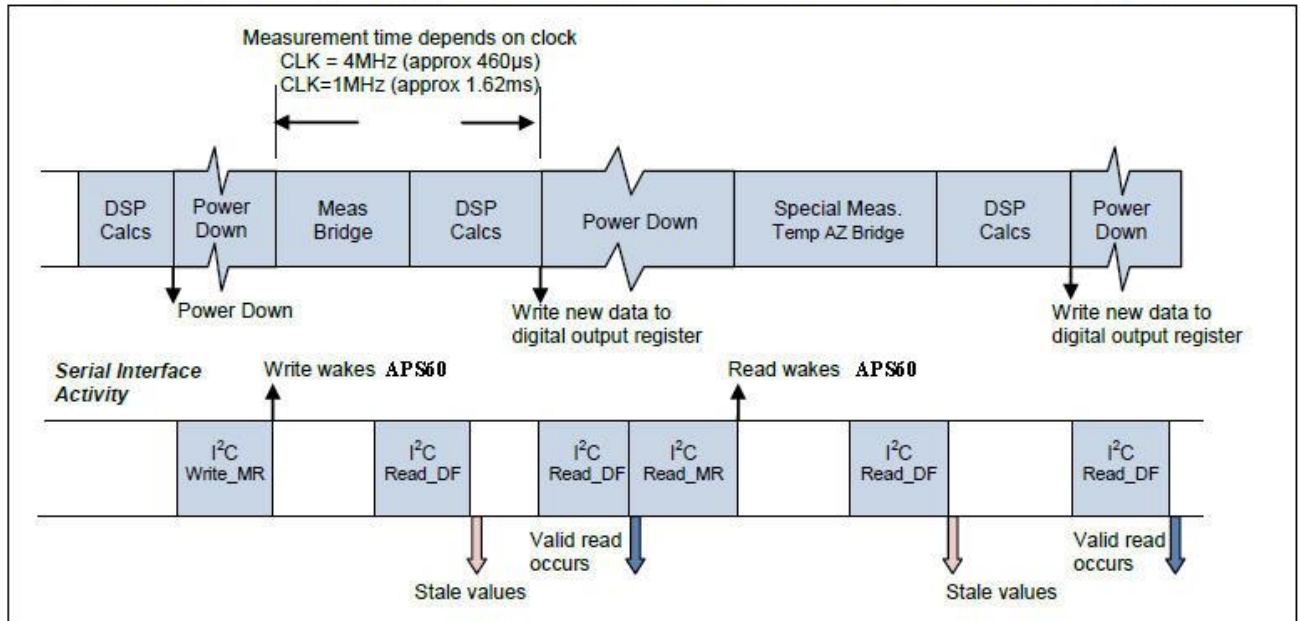 Measurement time depends on clock
CLK = 4MHz (approx 460µs)
CLK=1MHz (approx 1.62ms)
DSP Calcs
Power Down
Meas Bridge
DSP Calcs
Power Down
Special Meas. Temp AZ Bridge
DSP Calcs
Power Down
Power Down
Write new data to
digital output register
Write new data to
digital output register
Serial Interface
Activity
Write wakes APS60
Read wakes APS60
I²C Write_MR
I²C Read_DF
I²C Read_DF
I²C Read_MR
I²C Read_DF
I²C Read_DF
Stale values
Valid read
occurs
Stale values
Valid read
occurs